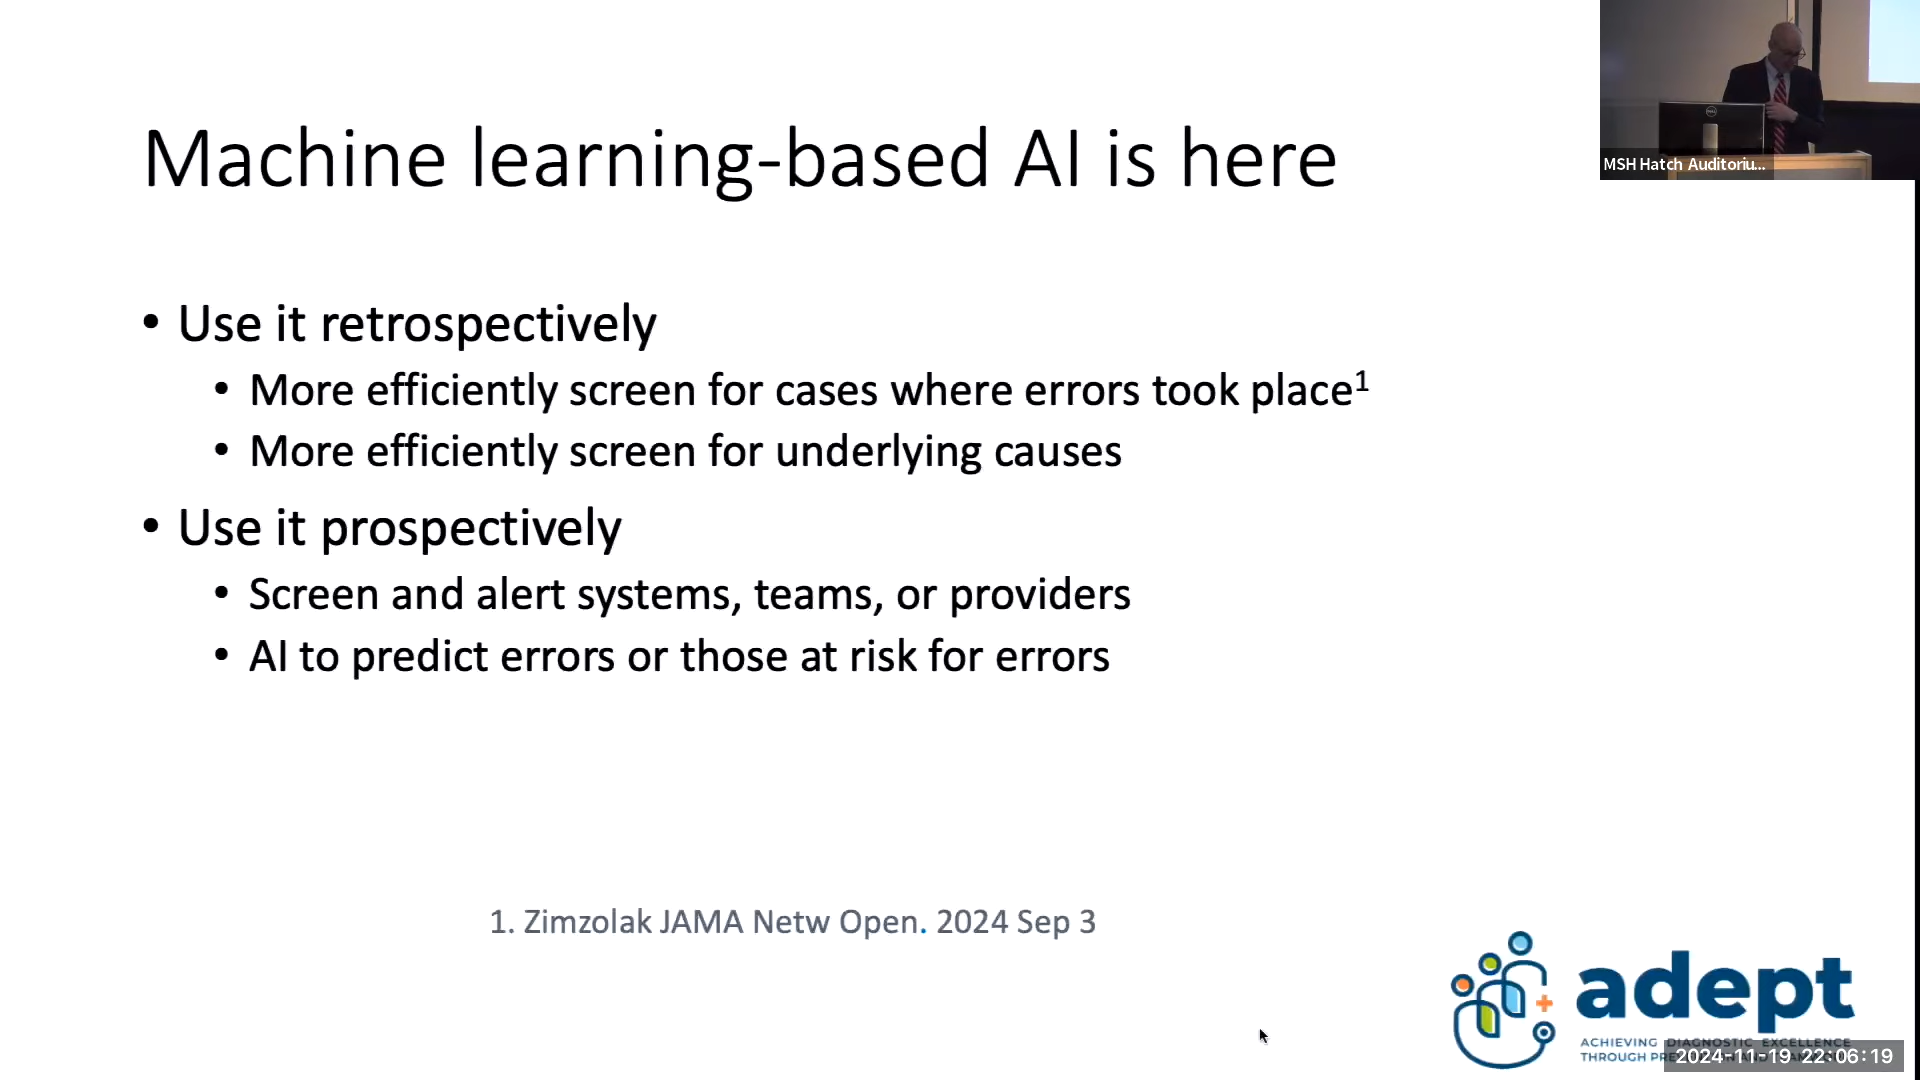 Machine learning-based AI is here
• Use it retrospectively
• More efficiently screen for cases where errors took place¹
• More efficiently screen for underlying causes
• Use it prospectively
• Screen and alert systems, teams, or providers
• AI to predict errors or those at risk for errors
1. Zimzolak JAMA Netw Open. 2024 Sep 3
MSH Hatch Auditoriu...
DELL
adept
ACHIEVING DIAGNOSTIC EXCELLENCE
THROUGH
2024-11-19 22:06:19